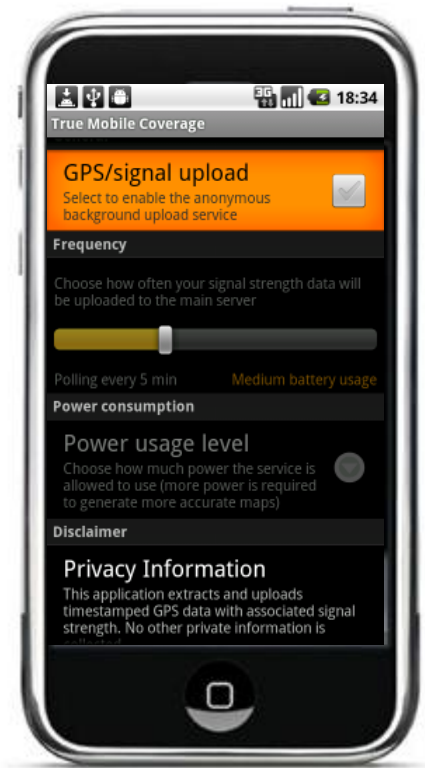 3G 18:34
True Mobile Coverage
GPS/signal upload
Select to enable the anonymous
background upload service
Frequency
Choose how often your signal strength data will
be uploaded to the main server
Polling every 5 min Medium battery usage
Power consumption
Power usage level
Choose how much power the service is
allowed to use (more power is required
to generate more accurate maps)
Disclaimer
Privacy Information
This application extracts and uploads
timestamped GPS data with associated signal
strength. No other private information is